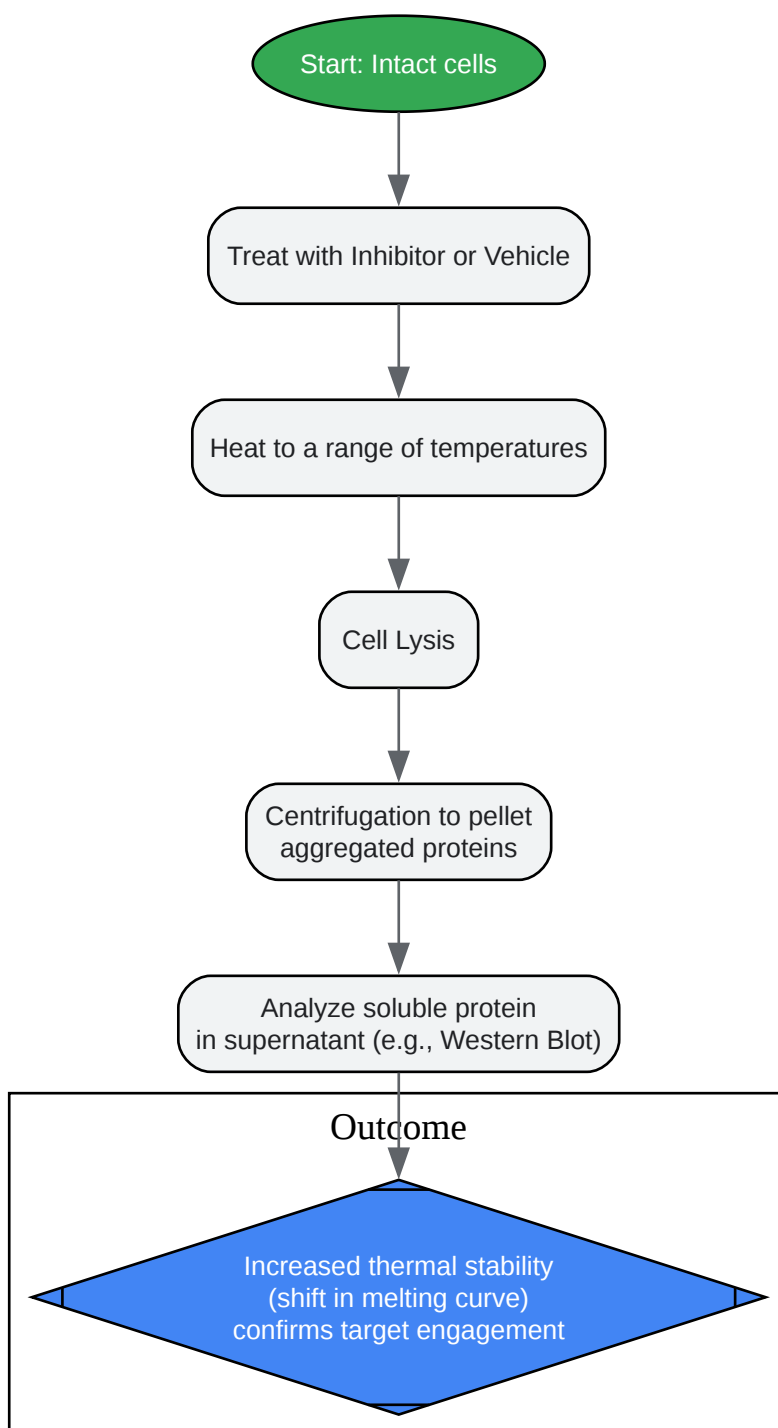 Start: Intact cells
Treat with Inhibitor or Vehicle
Heat to a range of temperatures
Cell Lysis
Centrifugation to pellet
aggregated proteins
Analyze soluble protein
in supernatant (e.g., Western Blot)
Outcome
Increased thermal stability
(shift in melting curve)
confirms target engagement